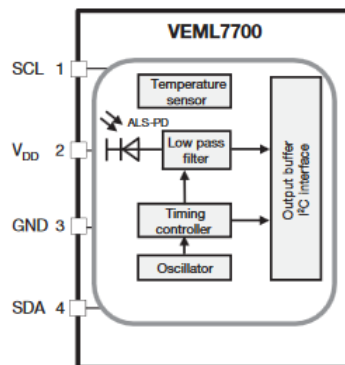 VEML7700
SCL 1
Temperature
sensor
ALS-PD
VDD 2
Low pass
filter
Output buffer
I²C interface
GND 3
Timing
controller
Oscillator
SDA 4